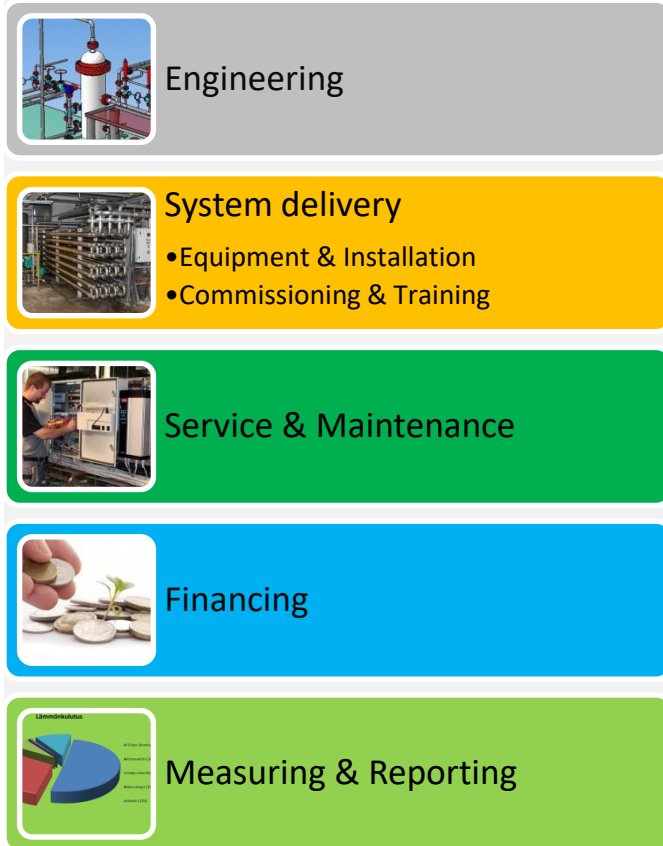 Engineering
System delivery
•Equipment & Installation
•Commissioning & Training
Service & Maintenance
Financing
Lämmönkulutus
Measuring & Reporting